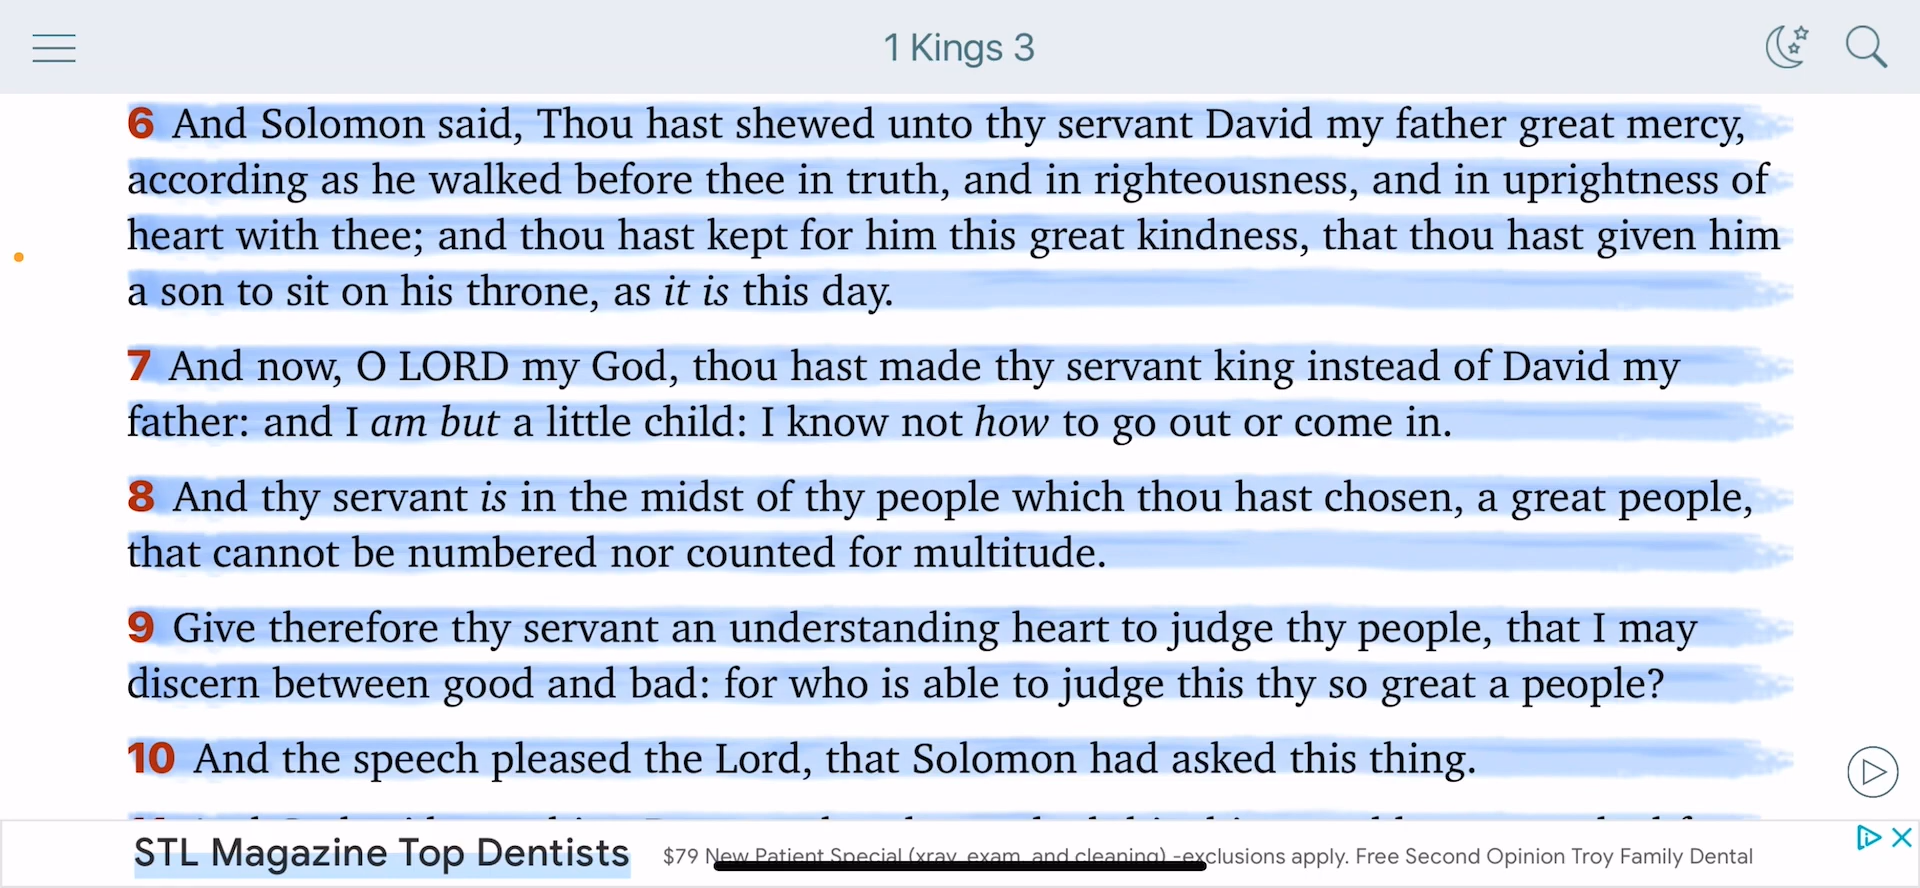 1 Kings 3
6 And Solomon said, Thou hast shewed unto thy servant David my father great mercy,
according as he walked before thee in truth, and in righteousness, and in uprightness of
heart with thee; and thou hast kept for him this great kindness, that thou hast given him
a son to sit on his throne, as it is this day.
7 And now, O LORD my God, thou hast made thy servant king instead of David my
father: and I am but a little child: I know not how to go out or come in.
8 And thy servant is in the midst of thy people which thou hast chosen, a great people,
that cannot be numbered nor counted for multitude.
9 Give therefore thy servant an understanding heart to judge thy people, that I may
discern between good and bad: for who is able to judge this thy so great a people?
10 And the speech pleased the Lord, that Solomon had asked this thing.
STL Magazine Top Dentists
$79 New Patient Special (xray, exam, and cleaning) -exclusions apply. Free Second Opinion Troy Family Dental